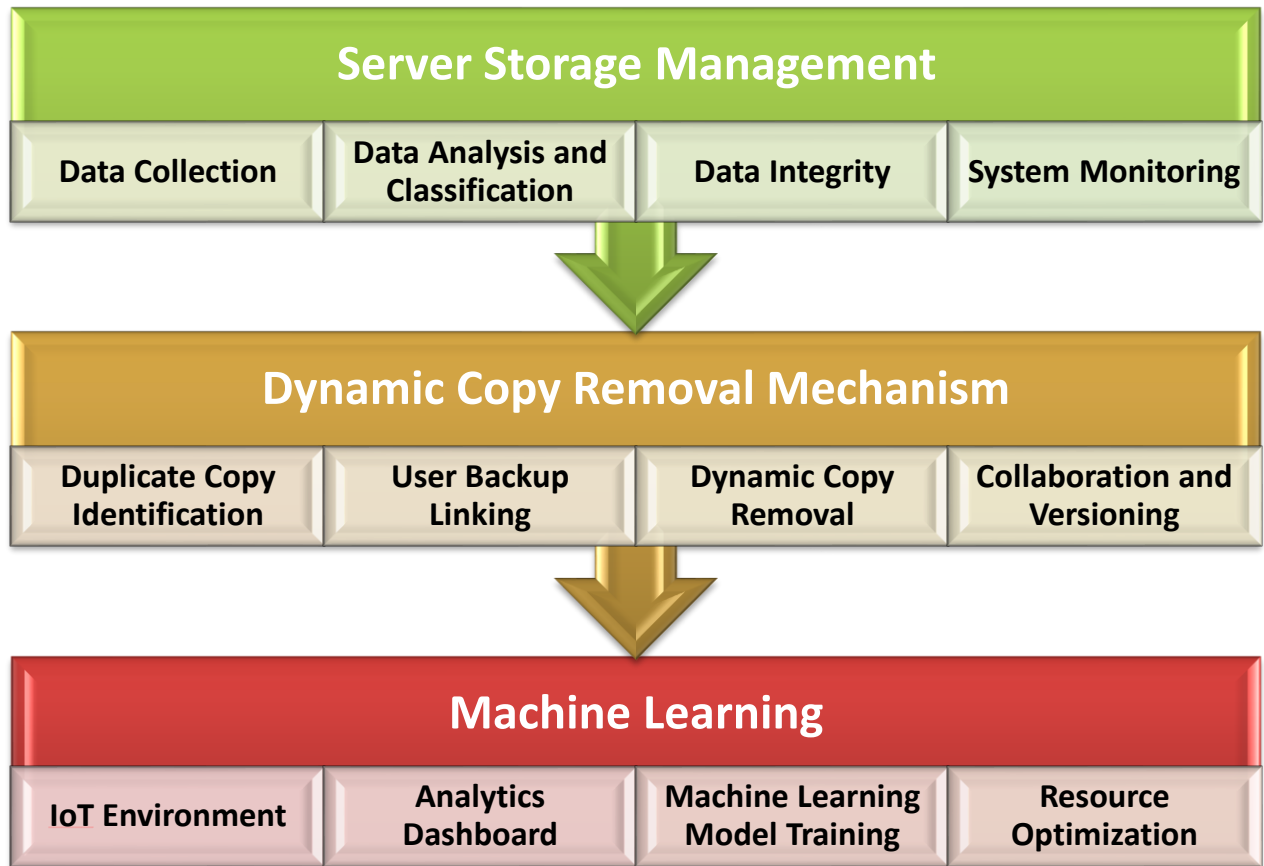 Server Storage Management
Data Collection
Data Analysis and
Classification
Data Integrity
System Monitoring
Dynamic Copy Removal Mechanism
Duplicate Copy
Identification
User Backup
Linking
Dynamic Copy
Removal
Collaboration and
Versioning
Machine Learning
IoT Environment
Analytics
Dashboard
Machine Learning
Model Training
Resource
Optimization